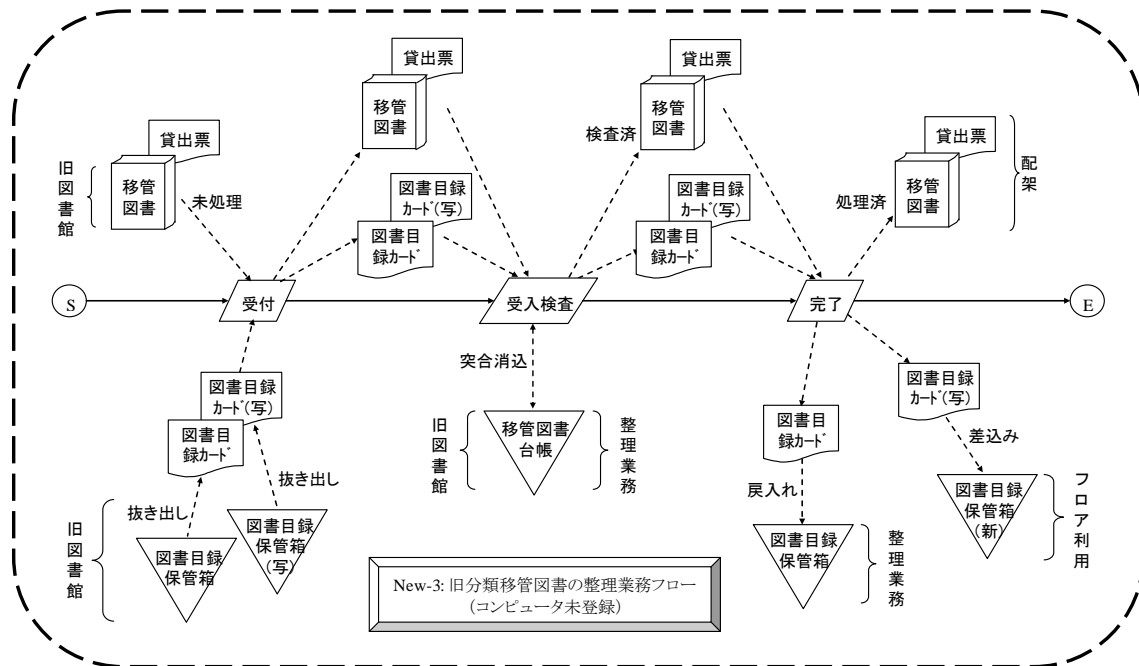 貸出票
移管
図書
貸出票
移管
図書
検査済
貸出票
移管
図書
旧図書館
未処理
貸出票
移管
図書
処理済
配架
図書目録
ｶｰﾄﾞ(写)
図書目
録ｶｰﾄﾞ
図書目録
ｶｰﾄﾞ(写)
図書目
録ｶｰﾄﾞ
S
受付
受入検査
完了
E
突合消込
図書目録
ｶｰﾄﾞ(写)
図書目
録ｶｰﾄﾞ
抜き出し
抜き出し
旧図書館
図書目録
保管箱
図書目録
保管箱
(写)
旧図書館
移管図書
台帳
整理業務
図書目
録ｶｰﾄﾞ
戻入れ
図書目録
保管箱
整理業務
図書目録
ｶｰﾄﾞ(写)
差込み
図書目録
保管箱
(新)
フロア利用
New-3: 旧分類移管図書の整理業務フロー
（コンピュータ未登録）